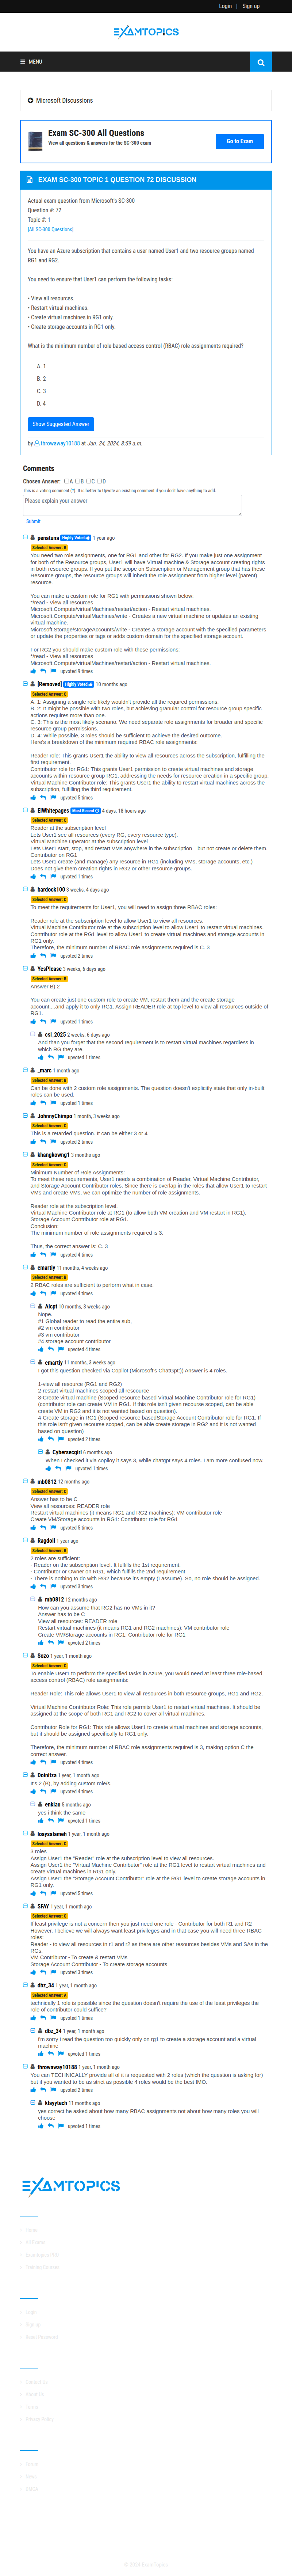 Login | Sign up
EXAMTOPICS
MENU
Microsoft Discussions
Exam SC-300 All Questions
View all questions & answers for the SC-300 exam
Go to Exam
EXAM SC-300 TOPIC 1 QUESTION 72 DISCUSSION
Actual exam question from Microsoft's SC-300
Question #: 72
Topic #: 1
[All SC-300 Questions]
You have an Azure subscription that contains a user named User1 and two resource groups named RG1 and RG2.
You need to ensure that User1 can perform the following tasks:
• View all resources.
• Restart virtual machines.
• Create virtual machines in RG1 only.
• Create storage accounts in RG1 only.
What is the minimum number of role-based access control (RBAC) role assignments required?
A. 1
B. 2
C. 3
D. 4
Show Suggested Answer
by throwaway10188 at Jan. 24, 2024, 8:59 a.m.
Comments
Chosen Answer: A B C D
This is a voting comment (?). It is better to Upvote an existing comment if you don't have anything to add.
Please explain your answer
Submit
penatuna Highly Voted 1 year ago
Selected Answer: B
You need two role assignments, one for RG1 and other for RG2. If you make just one assignment for both of the Resource groups, User1 will have Virtual machine & Storage account creating rights in both resource groups. If you put the scope on Subscription or Management group that has both Resource groups, the resource groups will inherit the role assignment from higher level (parent) resource.
You can make a custom role for RG1 with permissions shown below:
*/read - View all resources
Microsoft.Compute/virtualMachines/restart/action - Restart virtual machines.
Microsoft.Compute/virtualMachines/write - Creates a new virtual machine or updates an existing virtual machine.
Microsoft.Storage/storageAccounts/write - Creates a storage account with the specified parameters or update the properties or tags or adds custom domain for the specified storage account.
For RG2 you should make custom role with these permissions:
*/read - View all resources
Microsoft.Compute/virtualMachines/restart/action - Restart virtual machines.
upvoted 9 times
[Removed] Highly Voted 10 months ago
Selected Answer: C
A. 1: Assigning a single role likely wouldn't provide all the required permissions.
B. 2: It might be possible with two roles, but achieving granular control for resource group specific actions might require more.
C. 3: This is the most likely scenario. We need separate role assignments for broader and specific resource group permissions.
D. 4: While possible, 3 roles should be sufficient to achieve the desired outcome.
Here's a breakdown of the minimum required RBAC role assignments:
Reader role: This grants User1 the ability to view all resources across the subscription, fulfilling the first requirement.
Contributor role for RG1: This grants User1 permission to create virtual machines and storage accounts within resource group RG1, addressing the needs for resource creation in a specific group.
Virtual Machine Contributor role: This grants User1 the ability to restart virtual machines across the subscription, fulfilling the third requirement.
upvoted 5 times
ElWhitepages Most Recent 4 days, 18 hours ago
Selected Answer: C
Reader at the subscription level
Lets User1 see all resources (every RG, every resource type).
Virtual Machine Operator at the subscription level
Lets User1 start, stop, and restart VMs anywhere in the subscription—but not create or delete them.
Contributor on RG1
Lets User1 create (and manage) any resource in RG1 (including VMs, storage accounts, etc.)
Does not give them rights in RG2 or other resource groups.
upvoted 1 times
bardock100 3 weeks, 4 days ago
Selected Answer: C
To meet the requirements for User1, you will need to assign three RBAC roles:
Reader role at the subscription level to allow User1 to view all resources.
Virtual Machine Contributor role at the subscription level to allow User1 to restart virtual machines.
Contributor role at the RG1 level to allow User1 to create virtual machines and storage accounts in RG1 only.
Therefore, the minimum number of RBAC role assignments required is C. 3
upvoted 2 times
YesPlease 3 weeks, 6 days ago
Selected Answer: B
Answer B) 2
You can create just one custom role to create VM, restart them and the create storage account....and apply it to only RG1. Assign READER role at top level to view resources outside of RG1.
upvoted 1 times
csi_2025 2 weeks, 6 days ago
And than you forgot that the second requirement is to restart virtual machines regardless in which RG they are.
upvoted 1 times
_marc 1 month ago
Selected Answer: B
Can be done with 2 custom role assignments. The question doesn't explicitly state that only in-built roles can be used.
upvoted 1 times
JohnnyChimpo 1 month, 3 weeks ago
Selected Answer: C
This is a retarded question. It can be either 3 or 4
upvoted 2 times
khangkowng1 3 months ago
Selected Answer: C
Minimum Number of Role Assignments:
To meet these requirements, User1 needs a combination of Reader, Virtual Machine Contributor, and Storage Account Contributor roles. Since there is overlap in the roles that allow User1 to restart VMs and create VMs, we can optimize the number of role assignments.
Reader role at the subscription level.
Virtual Machine Contributor role at RG1 (to allow both VM creation and VM restart in RG1).
Storage Account Contributor role at RG1.
Conclusion:
The minimum number of role assignments required is 3.
Thus, the correct answer is: C. 3
upvoted 4 times
emartiy 11 months, 4 weeks ago
Selected Answer: B
2 RBAC roles are sufficient to perform what in case.
upvoted 4 times
Alcpt 10 months, 3 weeks ago
Nope.
#1 Global reader to read the entire sub,
#2 vm contributor
#3 vm contributor
#4 storage account contributor
upvoted 4 times
emartiy 11 months, 3 weeks ago
I got this question checked via Copilot (Microsoft's ChatGpt:)) Answer is 4 roles.
1-view all resource (RG1 and RG2)
2-restart virtual machines scoped all rescource
3-Create virtual machine (Scoped resource based Virtual Machine Contributor role for RG1) (contributor role can create VM in RG1. If this role isn't given resource scoped, can be able create VM in RG2 and it is not wanted based on question).
4-Create storage in RG1 (Scoped resource basedStorage Account Contributor role for RG1, If this role isn't given resource scoped, can be able create storage in RG2 and it is not wanted based on question)
upvoted 2 times
Cybersecgirl 6 months ago
When i checked it via copiloy it says 3, while chatgpt says 4 roles. I am more confused now.
upvoted 1 times
mb0812 12 months ago
Selected Answer: C
Answer has to be C
View all resources: READER role
Restart virtual machines (it means RG1 and RG2 machines): VM contributor role
Create VM/Storage accounts in RG1: Contributor role for RG1
upvoted 5 times
Ragdoll 1 year ago
Selected Answer: B
2 roles are sufficient:
- Reader on the subscription level. It fulfills the 1st requirement.
- Contributor or Owner on RG1, which fulfills the 2nd requirement
- There is nothing to do with RG2 because it's empty (I assume). So, no role should be assigned.
upvoted 3 times
mb0812 12 months ago
How can you assume that RG2 has no VMs in it?
Answer has to be C
View all resources: READER role
Restart virtual machines (it means RG1 and RG2 machines): VM contributor role
Create VM/Storage accounts in RG1: Contributor role for RG1
upvoted 2 times
Sozo 1 year, 1 month ago
Selected Answer: C
To enable User1 to perform the specified tasks in Azure, you would need at least three role-based access control (RBAC) role assignments:
Reader Role: This role allows User1 to view all resources in both resource groups, RG1 and RG2.
Virtual Machine Contributor Role: This role permits User1 to restart virtual machines. It should be assigned at the scope of both RG1 and RG2 to cover all virtual machines.
Contributor Role for RG1: This role allows User1 to create virtual machines and storage accounts, but it should be assigned specifically to RG1 only.
Therefore, the minimum number of RBAC role assignments required is 3, making option C the correct answer.
upvoted 4 times
Doinitza 1 year, 1 month ago
It's 2 (B), by adding custom role/s.
upvoted 4 times
enklau 5 months ago
yes i think the same
upvoted 1 times
loaysalameh 1 year, 1 month ago
Selected Answer: C
3 roles
Assign User1 the "Reader" role at the subscription level to view all resources.
Assign User1 the "Virtual Machine Contributor" role at the RG1 level to restart virtual machines and create virtual machines in RG1 only.
Assign User1 the "Storage Account Contributor" role at the RG1 level to create storage accounts in RG1 only.
upvoted 5 times
SFAY 1 year, 1 month ago
Selected Answer: C
If least privilege is not a concern then you just need one role - Contributor for both R1 and R2
However, I believe we will always want least privileges and in that case you will need three RBAC roles:
Reader - to view all resources in r1 and r2 as there are other resources besides VMs and SAs in the RGs.
VM Contributor - To create & restart VMs
Storage Account Contributor - To create storage accounts
upvoted 3 times
dbz_34 1 year, 1 month ago
Selected Answer: A
technically 1 role is possible since the question doesn't require the use of the least privileges the role of contributor could suffice?
upvoted 1 times
dbz_34 1 year, 1 month ago
i'm sorry i read the question too quickly only on rg1 to create a storage account and a virtual machine
upvoted 1 times
throwaway10188 1 year, 1 month ago
You can TECHNICALLY provide all of it is requested with 2 roles (which the question is asking for) but if you wanted to be as strict as possible 4 roles would be the best IMO.
upvoted 2 times
klayytech 11 months ago
yes correct he asked about how many RBAC assignments not about how many roles you will choose
upvoted 1 times
EXAMTOPICS